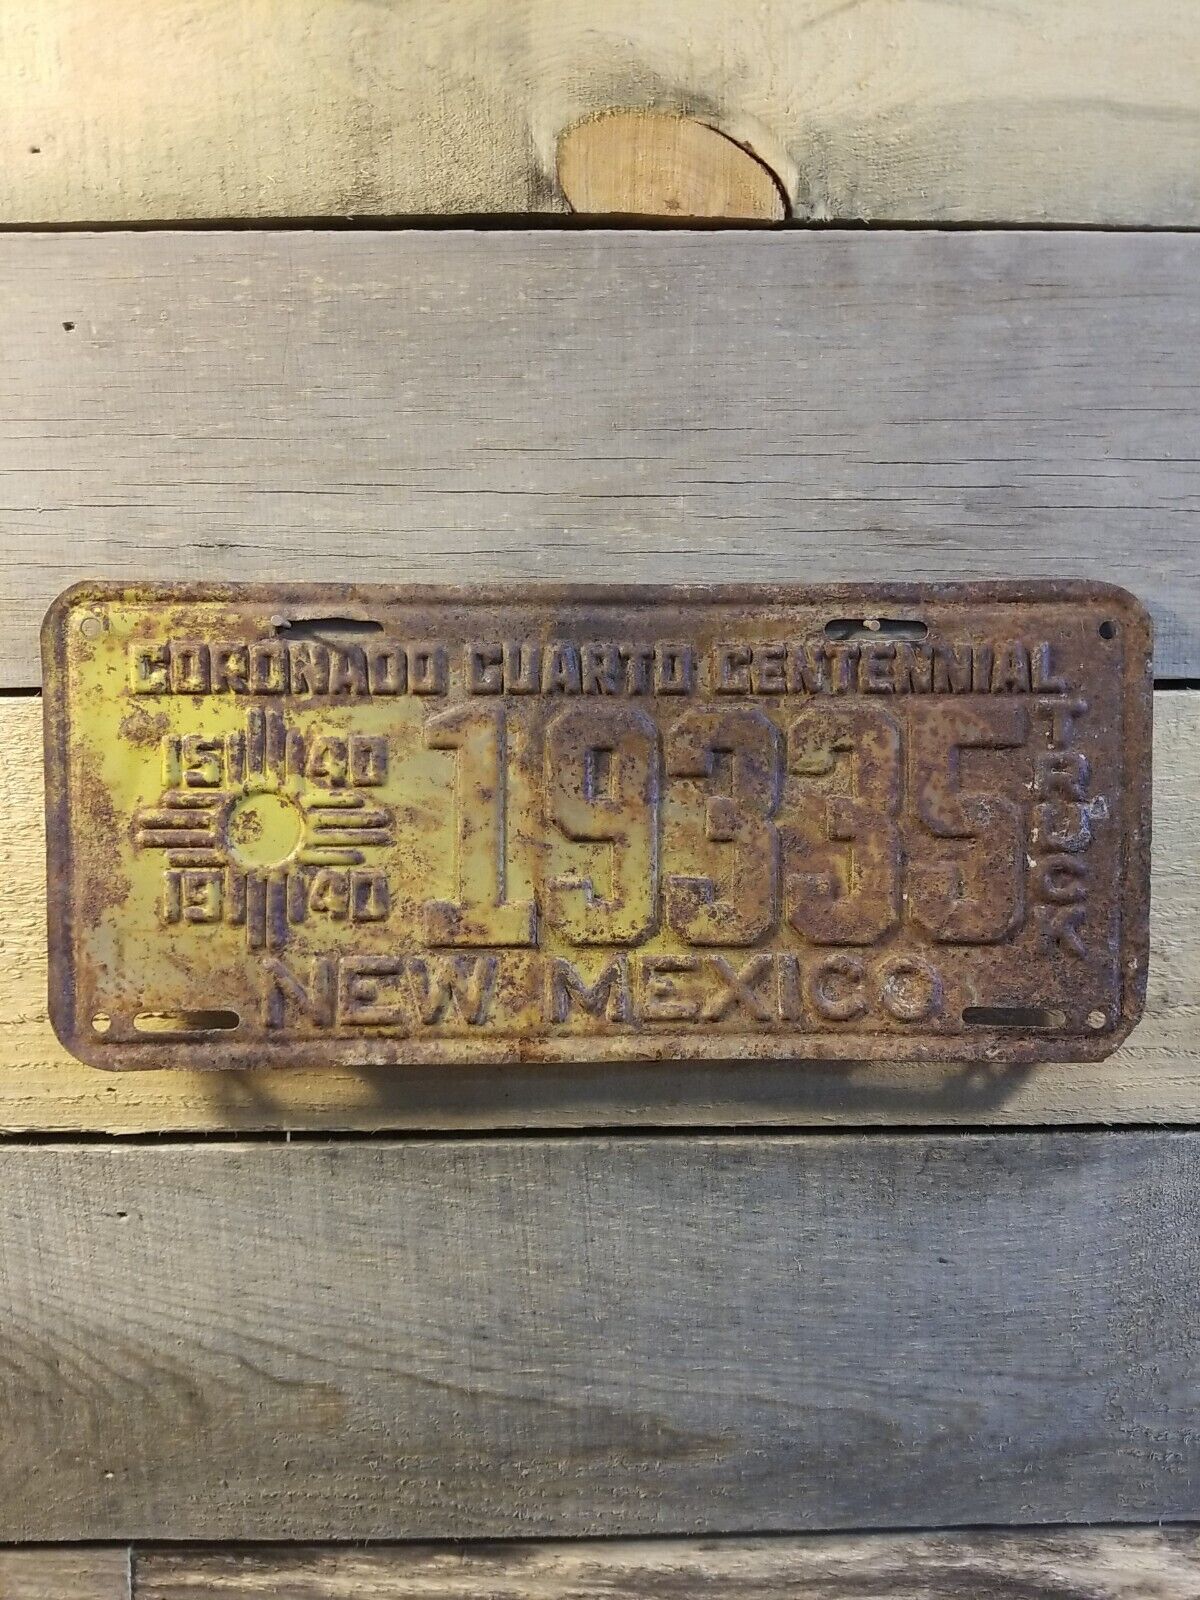 CORONADO CUARTO CENTENNIAL
15 40
19335
TRUCK
19 40
NEW MEXICO